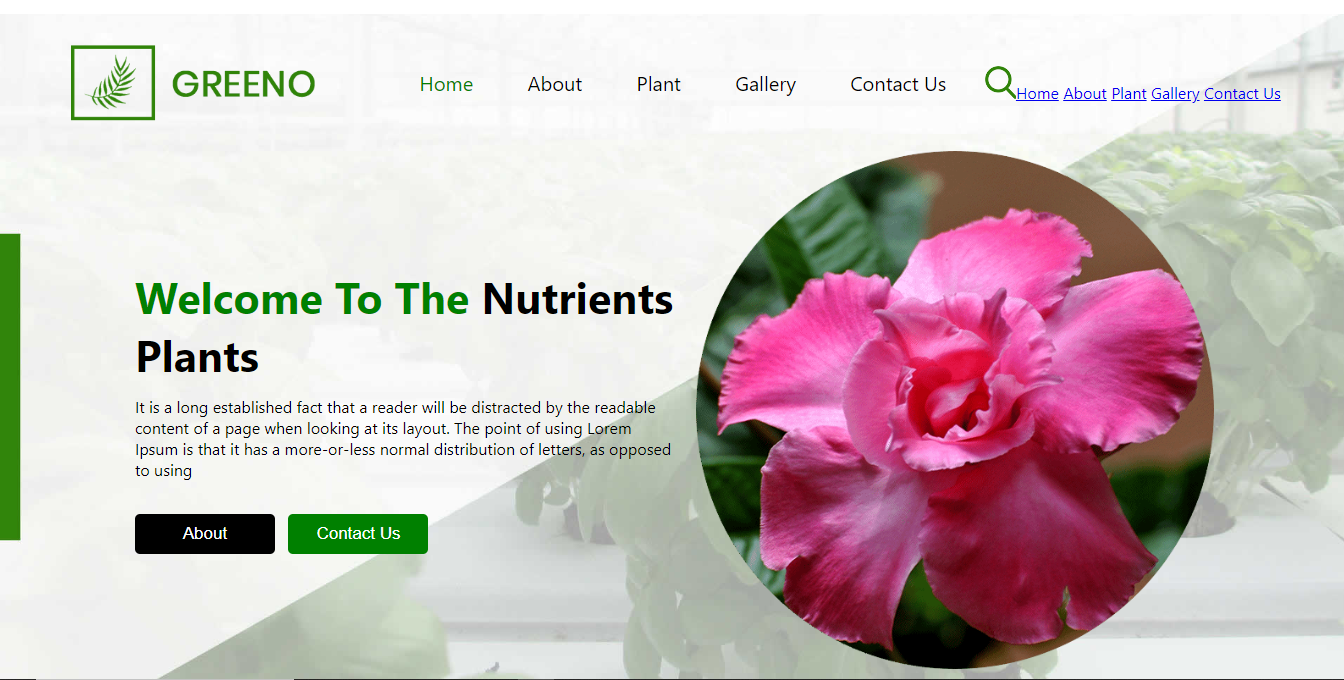 GREENO
Home About Plant Gallery Contact Us
Home About Plant Gallery Contact Us
Welcome To The Nutrients
Plants
It is a long established fact that a reader will be distracted by the readable
content of a page when looking at its layout. The point of using Lorem
Ipsum is that it has a more-or-less normal distribution of letters, as opposed
to using
About
Contact Us